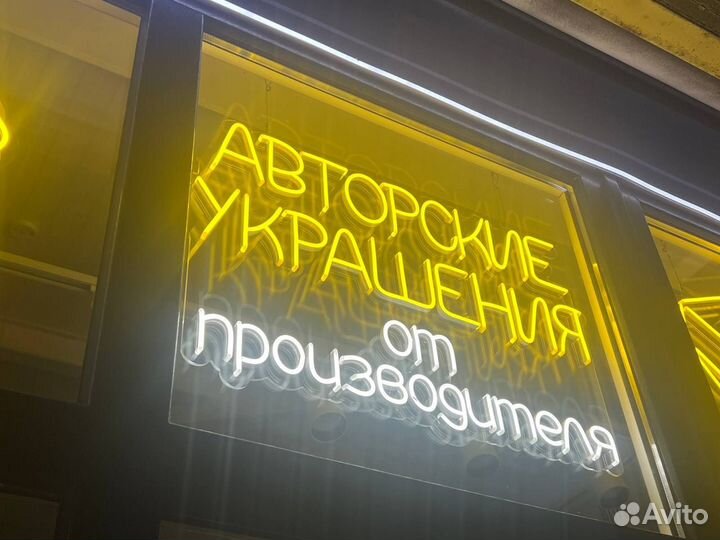 АВТОРСКИЕ
УКРАШЕНИЯ
от
производителя
Avito